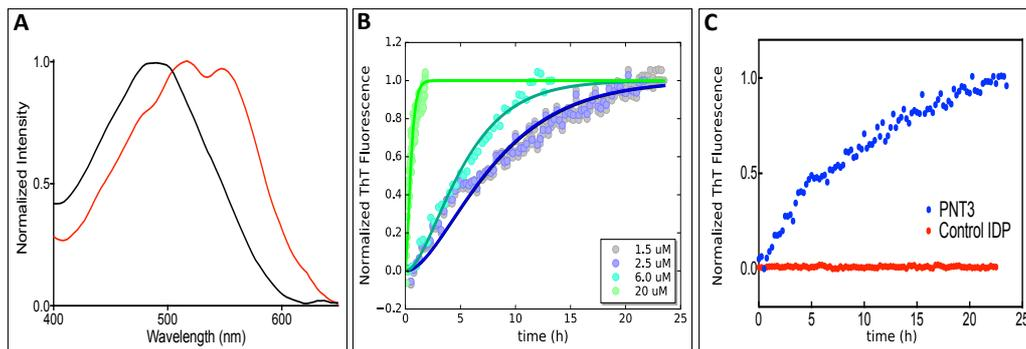 A
Normalized Intensity
1.0
0.5
0.0
400
500
600
Wavelength (nm)
B
Normalized ThT Fluorescence
1.2
1.0
0.8
0.6
0.4
0.2
0.0
−0.2
0
5
10
15
20
25
time (h)
1.5 uM
2.5 uM
6.0 uM
20 uM
C
Normalized ThT Fluorescence
1.0
0.5
0.0
0
5
10
15
20
25
time (h)
PNT3
Control IDP